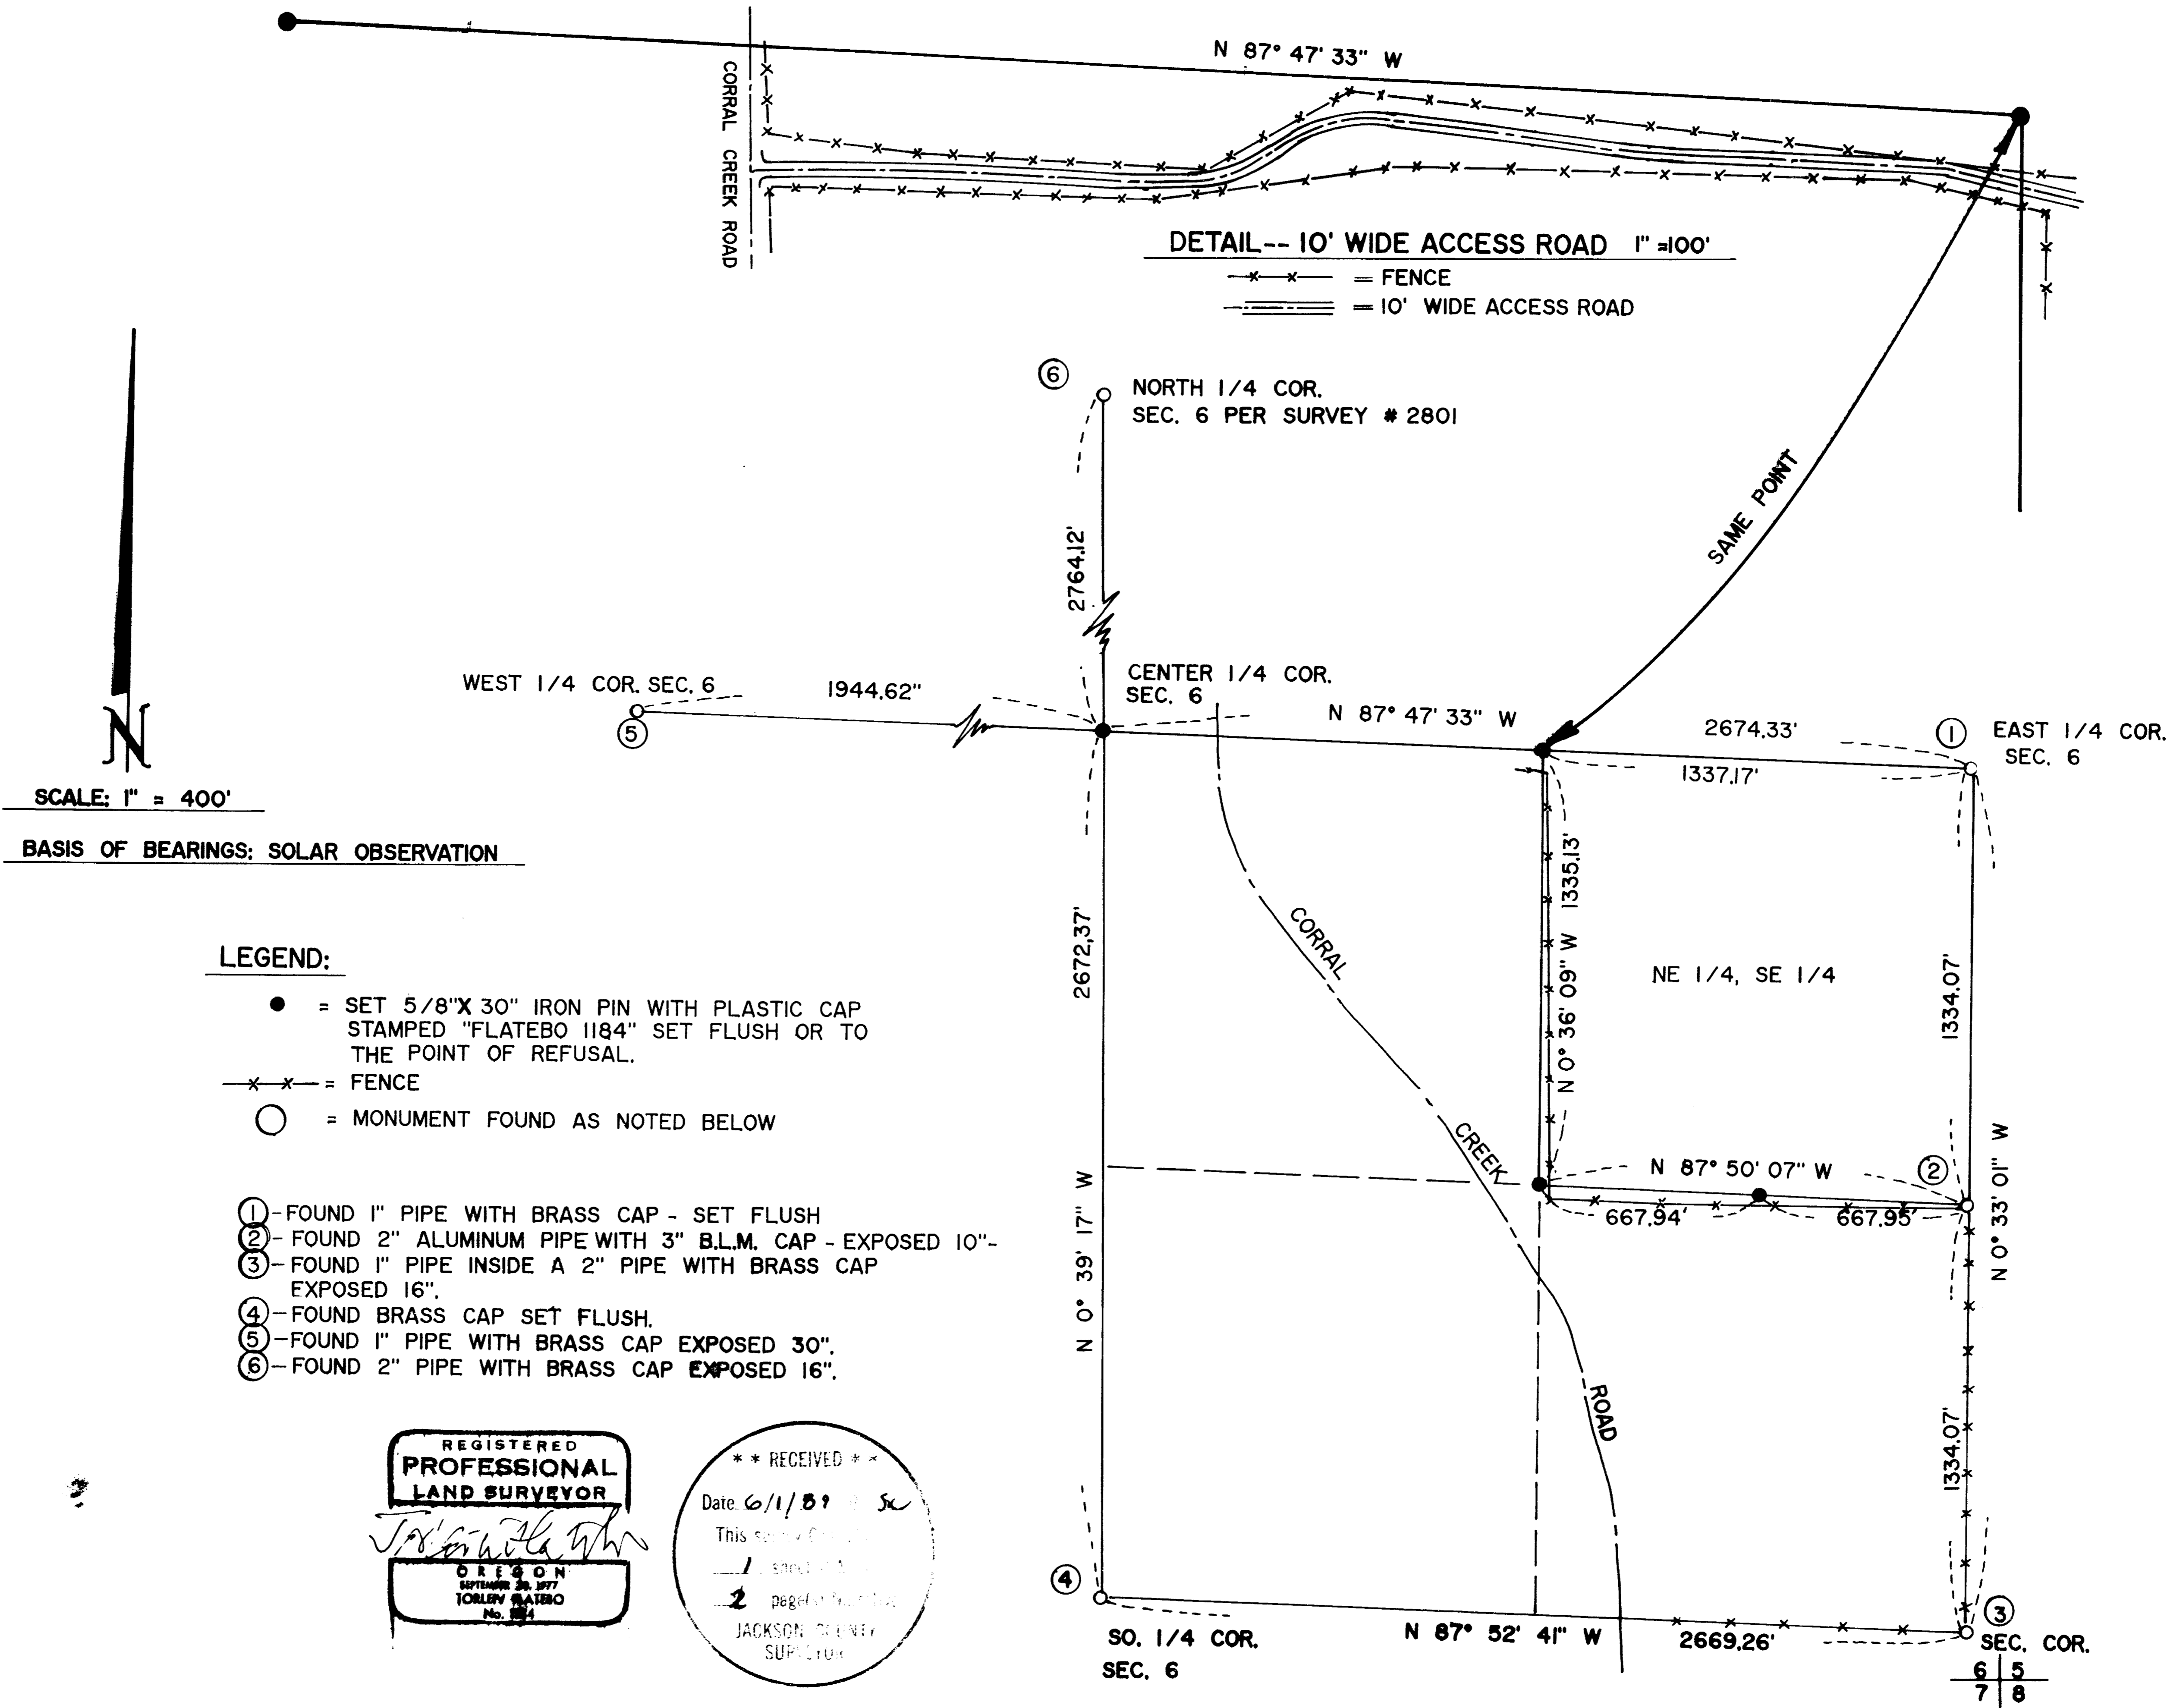 N 87° 47' 33" W
CORRAL CREEK ROAD
DETAIL-- 10' WIDE ACCESS ROAD 1" =100'
—x—x— = FENCE
= 10' WIDE ACCESS ROAD
SAME POINT
6
NORTH 1/4 COR.
SEC. 6 PER SURVEY # 2801
2764.12'
WEST 1/4 COR. SEC. 6
5
1944.62"
CENTER 1/4 COR.
SEC. 6
N 87° 47' 33" W
2674.33'
1337.17'
1
EAST 1/4 COR.
SEC. 6
N
SCALE: 1" = 400'
BASIS OF BEARINGS: SOLAR OBSERVATION
2672.37'
N 0° 39' 17" W
CORRAL
CREEK
ROAD
1335.13'
N 0° 36' 09" W
NE 1/4, SE 1/4
1334.07'
N 87° 50' 07" W
2
667.94'
667.95'
N 0° 33' 01" W
1334.07'
LEGEND:
= SET 5/8"X 30" IRON PIN WITH PLASTIC CAP
STAMPED "FLATEBO 1184" SET FLUSH OR TO
THE POINT OF REFUSAL.
—x—x— = FENCE
= MONUMENT FOUND AS NOTED BELOW
1 - FOUND 1" PIPE WITH BRASS CAP - SET FLUSH
2 - FOUND 2" ALUMINUM PIPE WITH 3" B.L.M. CAP - EXPOSED 10"-
3 - FOUND 1" PIPE INSIDE A 2" PIPE WITH BRASS CAP
EXPOSED 16".
4 - FOUND BRASS CAP SET FLUSH.
5 - FOUND 1" PIPE WITH BRASS CAP EXPOSED 30".
6 - FOUND 2" PIPE WITH BRASS CAP EXPOSED 16".
REGISTERED
PROFESSIONAL
LAND SURVEYOR
OREGON
SEPTEMBER 1977
TORLEIV FLATEBO
No.
* * RECEIVED * *
Date 6/1/89
This
1
2 page
JACKSON COUNTY
SURVEYOR
4
SO. 1/4 COR.
SEC. 6
N 87° 52' 41" W
2669.26'
3
SEC. COR.
6 5
7 8